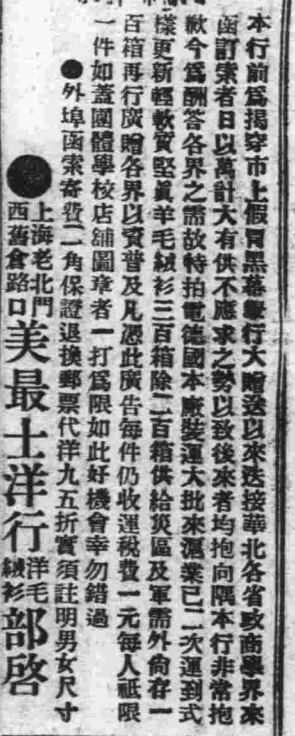 本行前爲揭穿市上假冒黑幕舉行大贈送以來迭接華北各省政商學界來
函訂索者日以萬計大有供不應求之勢以致後來者均抱向隅本行非常抱
歉今爲酬答各界之需故特拍電德國本廠裝運大批來滬業已二次運到式
樣更新輕軟質堅眞羊毛絨衫三百箱除二百箱供給災區及軍需外尙存一
百箱再行廣贈各界以資普及凡憑此廣告每件仍收運稅費一元每人祗限
一件如蓋團體學校店舖圖章者一打爲限如此好機會幸勿錯過
●外埠函索寄費二角保證退換郵票代洋九五折實須註明男女尺寸
上海老北門
西舊倉路口
美最士洋行
洋毛
絨衫
部啓